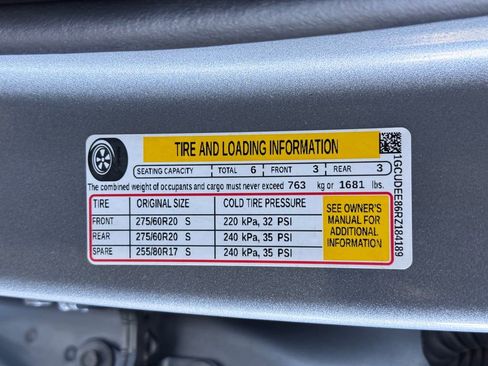 TIRE AND LOADING INFORMATION
SEATING CAPACITY TOTAL 6 FRONT 3 REAR 3
The combined weight of occupants and cargo must never exceed 763 kg or 1681 lbs.
TIRE ORIGINAL SIZE COLD TIRE PRESSURE
FRONT 275/60R20 S 220 kPa, 32 PSI
REAR 275/60R20 S 240 kPa, 35 PSI
SPARE 255/80R17 S 240 kPa, 35 PSI
SEE OWNER'S
MANUAL FOR
ADDITIONAL
INFORMATION
1GCUDEE86RZ184189